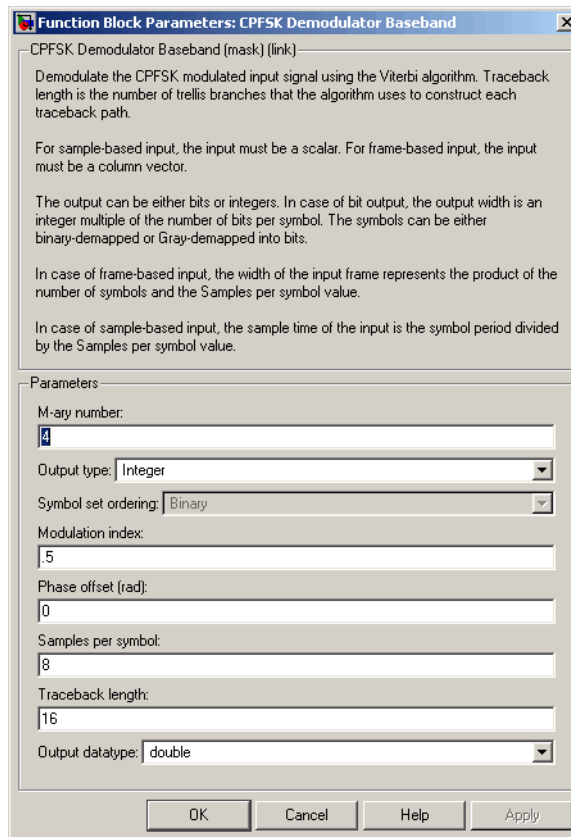 Function Block Parameters: CPFSK Demodulator Baseband
CPFSK Demodulator Baseband (mask) (link)
Demodulate the CPFSK modulated input signal using the Viterbi algorithm. Traceback
length is the number of trellis branches that the algorithm uses to construct each
traceback path.
For sample-based input, the input must be a scalar. For frame-based input, the input
must be a column vector.
The output can be either bits or integers. In case of bit output, the output width is an
integer multiple of the number of bits per symbol. The symbols can be either
binary-demapped or Gray-demapped into bits.
In case of frame-based input, the width of the input frame represents the product of the
number of symbols and the Samples per symbol value.
In case of sample-based input, the sample time of the input is the symbol period divided
by the Samples per symbol value.
Parameters
M-ary number:
4
Output type: Integer
Symbol set ordering: Binary
Modulation index:
.5
Phase offset (rad):
0
Samples per symbol:
8
Traceback length:
16
Output datatype: double
OK Cancel Help Apply